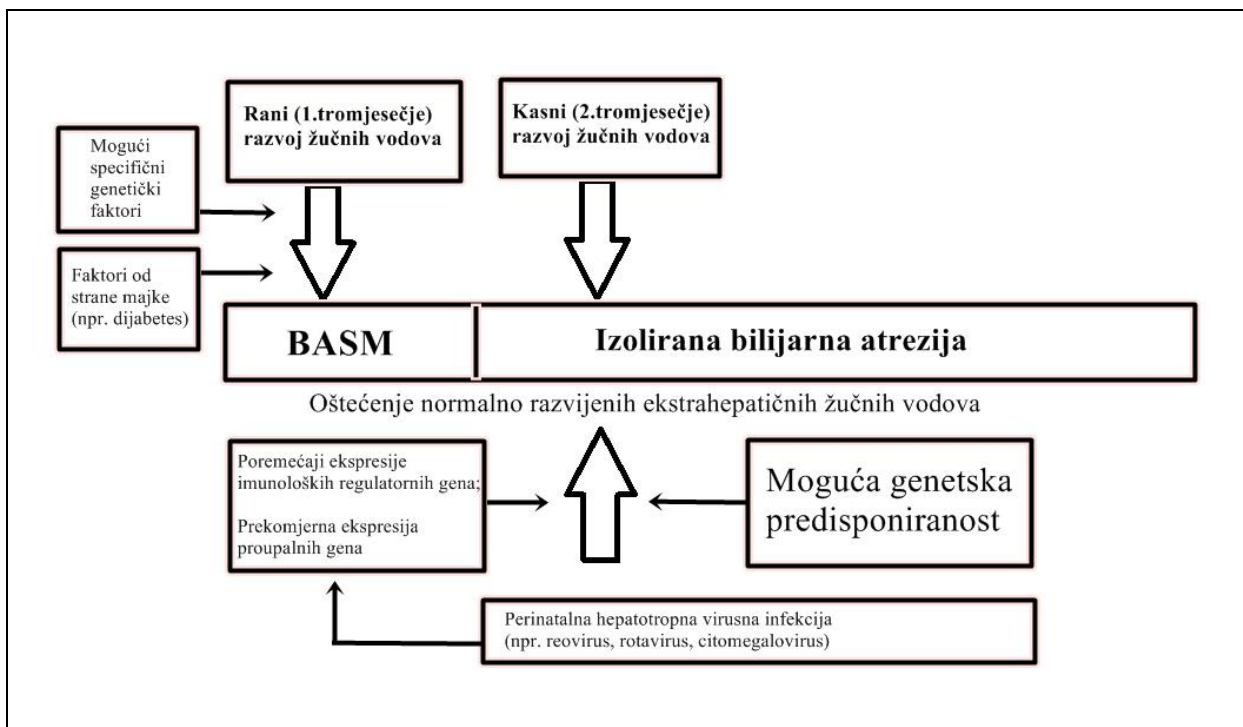 Rani (1.tromjesečje)
razvoj žučnih vodova
Kasni (2.tromjesečje)
razvoj žučnih vodova
Mogući
specifični
genetički
faktori
Faktori od
strane majke
(npr. dijabetes)
BASM
Izolirana bilijarna atrezija
Oštećenje normalno razvijenih ekstrahepatičnih žučnih vodova
Poremećaji ekspresije
imunoloških regulatornih gena;
Prekomjerna ekspresija
proupalnih gena
Moguća genetska
predisponiranost
Perinatalna hepatotropna virusna infekcija
(npr. reovirus, rotavirus, citomegalovirus)